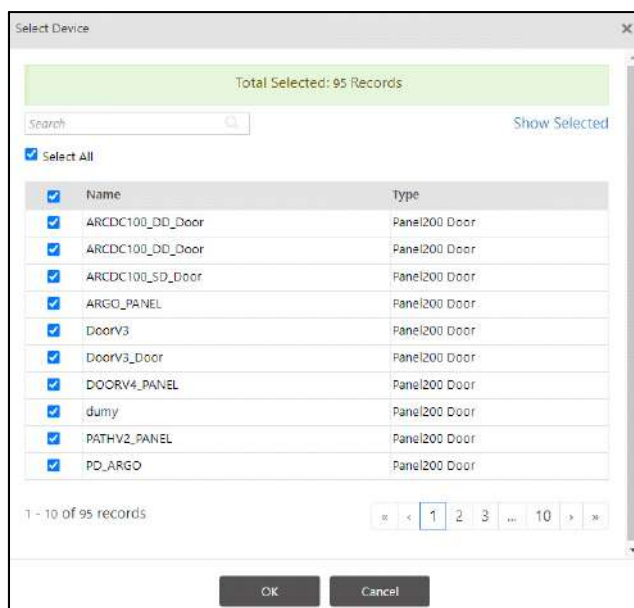 Select Device
Total Selected: 95 Records
Search
Show Selected
Select All
Name Type
ARCDC100_DD_Door Panel200 Door
ARCDC100_DD_Door Panel200 Door
ARCDC100_SD_Door Panel200 Door
ARGO_PANEL Panel200 Door
DoorV3 Panel200 Door
DoorV3_Door Panel200 Door
DOORV4_PANEL Panel200 Door
dumy Panel200 Door
PATHV2_PANEL Panel200 Door
PD_ARGO Panel200 Door
1 - 10 of 95 records « ‹ 1 2 3 ... 10 › »
OK Cancel